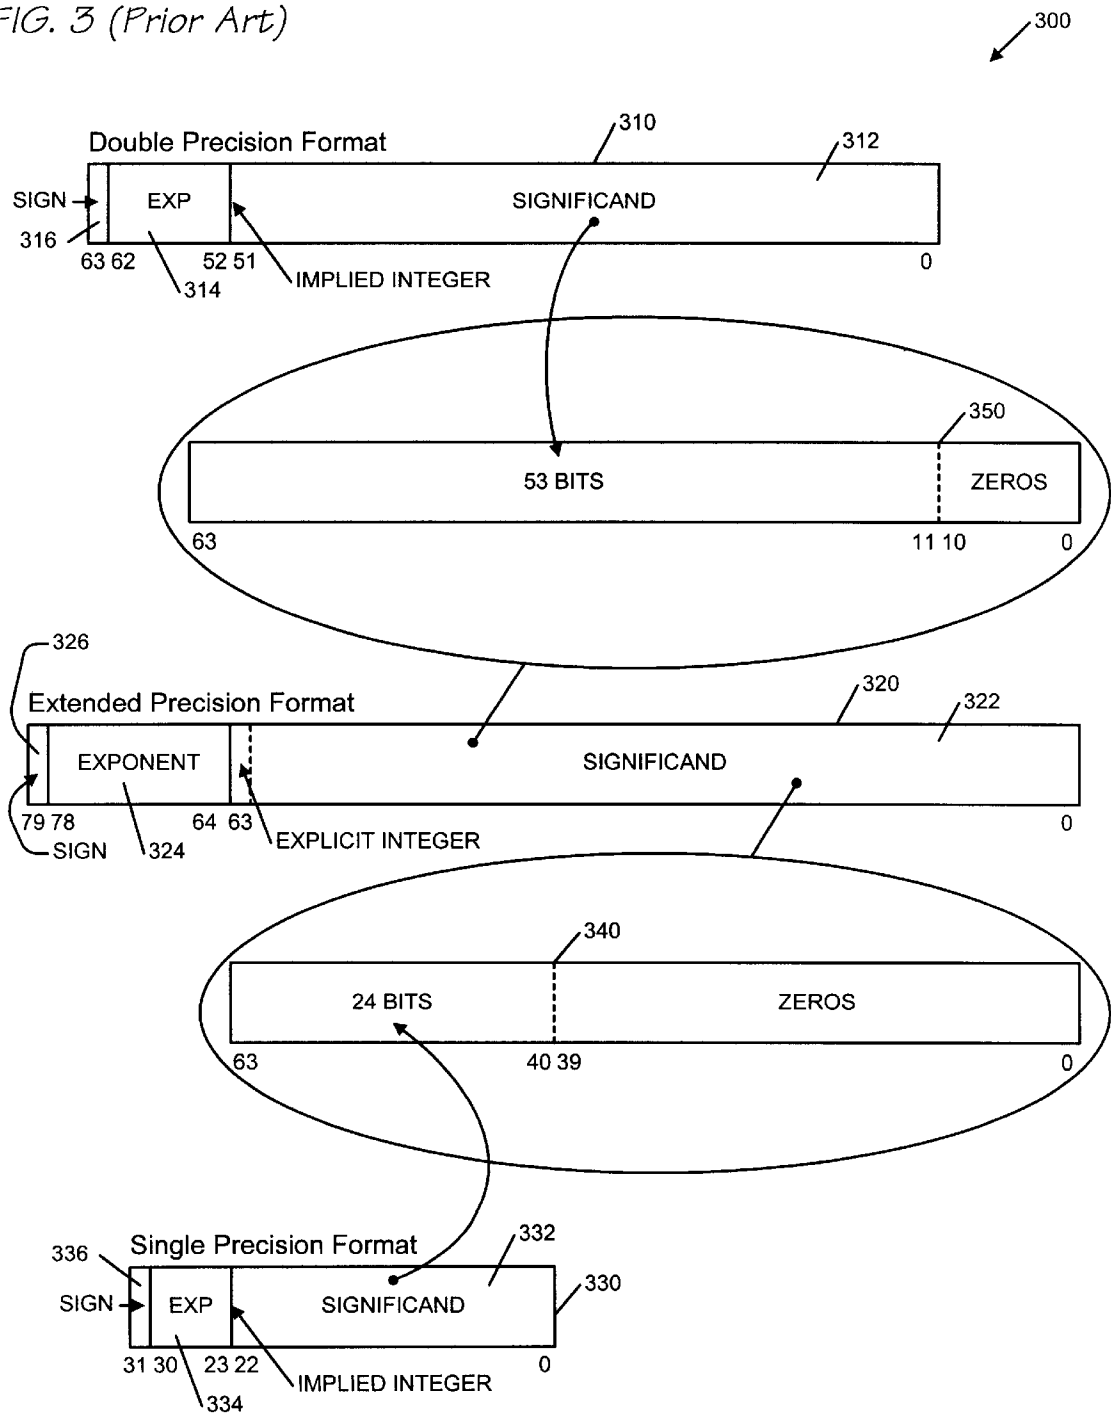 FIG. 3 (Prior Art)
300
Double Precision Format
310
312
SIGN
EXP
SIGNIFICAND
316
63 62
52 51
0
314
IMPLIED INTEGER
350
53 BITS
ZEROS
63
11 10
0
326
Extended Precision Format
320
322
EXPONENT
SIGNIFICAND
79 78
64
63
0
SIGN
324
EXPLICIT INTEGER
340
24 BITS
ZEROS
63
40 39
0
336
Single Precision Format
332
330
SIGN
EXP
SIGNIFICAND
31 30
23 22
0
334
IMPLIED INTEGER